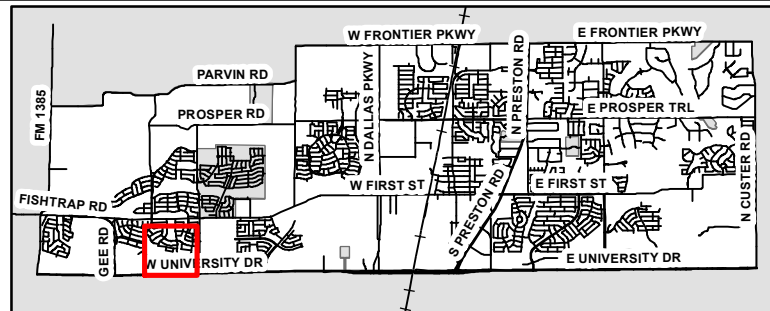 W FRONTIER PKWY
E FRONTIER PKWY
FM 1385
PARVIN RD
N DALLAS PKWY
N PRESTON RD
PROSPER RD
E PROSPER TRL
N CUSTER RD
W FIRST ST
E FIRST ST
S PRESTON RD
FISHTRAP RD
GEE RD
W UNIVERSITY DR
E UNIVERSITY DR